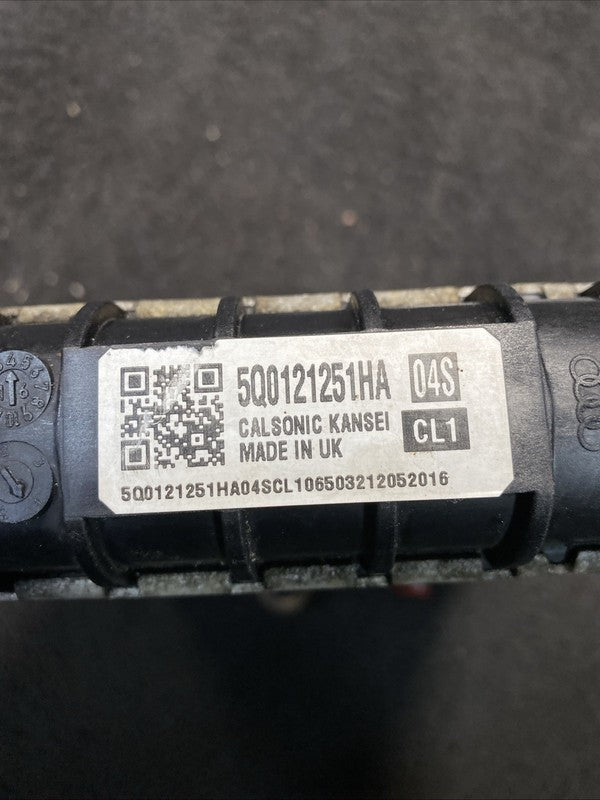 5Q0121251HA 04S
CALSONIC KANSEI CL1
MADE IN UK
5Q0121251HA04SCL106503212052016